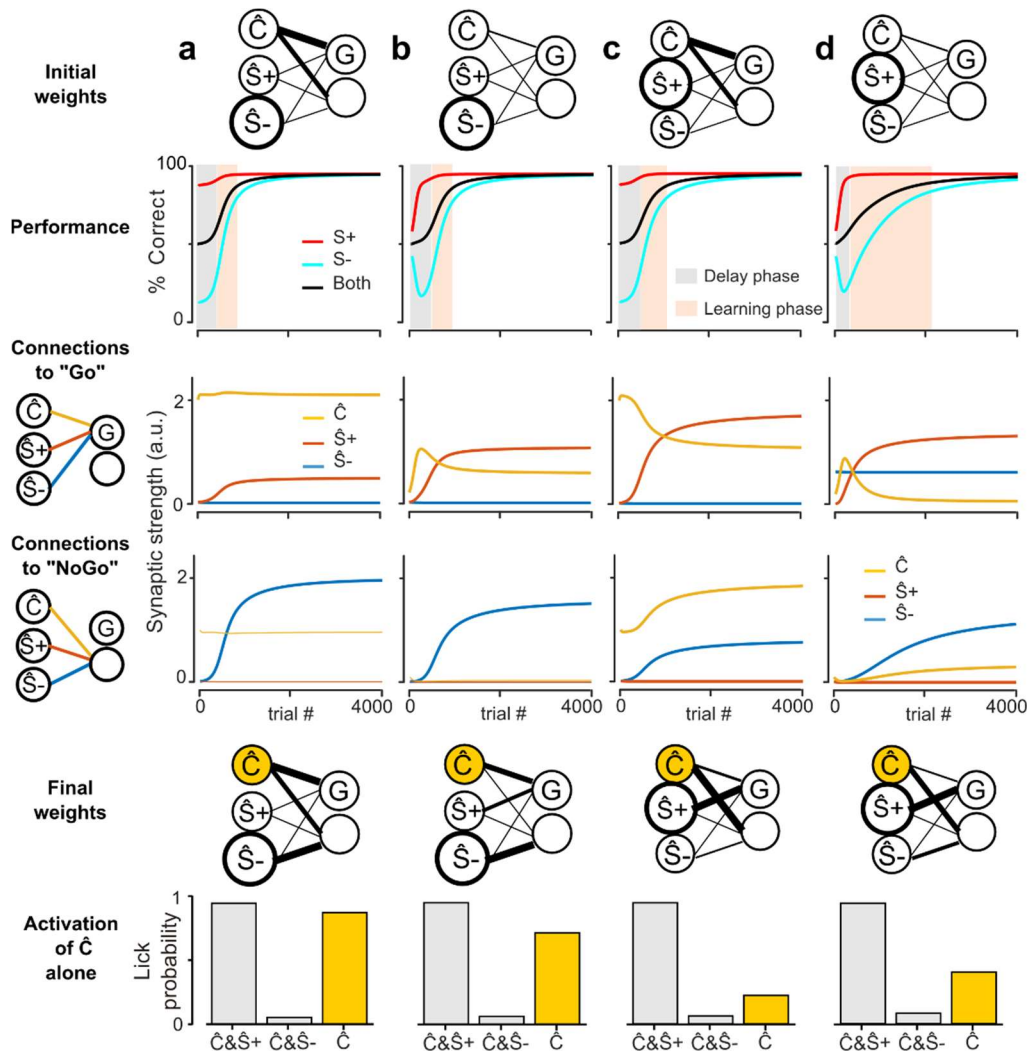 a b c d
Initial
weights
Ĉ G Ĉ G Ĉ G Ĉ G
Ŝ+ Ŝ+ Ŝ+ Ŝ+
Ŝ- Ŝ- Ŝ- Ŝ-
Performance
% Correct
100
0
S+
S-
Both
Delay phase
Learning phase
Connections
to "Go"
Ĉ G
Ŝ+
Ŝ-
Synaptic strength (a.u.)
2
0
Ĉ
Ŝ+
Ŝ-
Connections
to "NoGo"
Ĉ G
Ŝ+
Ŝ-
2
0
Ĉ
Ŝ+
Ŝ-
0 trial # 4000 0 trial # 4000 0 trial # 4000 0 trial # 4000
Final
weights
Ĉ G Ĉ G Ĉ G Ĉ G
Ŝ+ Ŝ+ Ŝ+ Ŝ+
Ŝ- Ŝ- Ŝ- Ŝ-
Activation
of Ĉ
alone
Lick
probability
1
0
Ĉ&Ŝ+ Ĉ&Ŝ- Ĉ Ĉ&Ŝ+ Ĉ&Ŝ- Ĉ Ĉ&Ŝ+ Ĉ&Ŝ- Ĉ Ĉ&Ŝ+ Ĉ&Ŝ- Ĉ